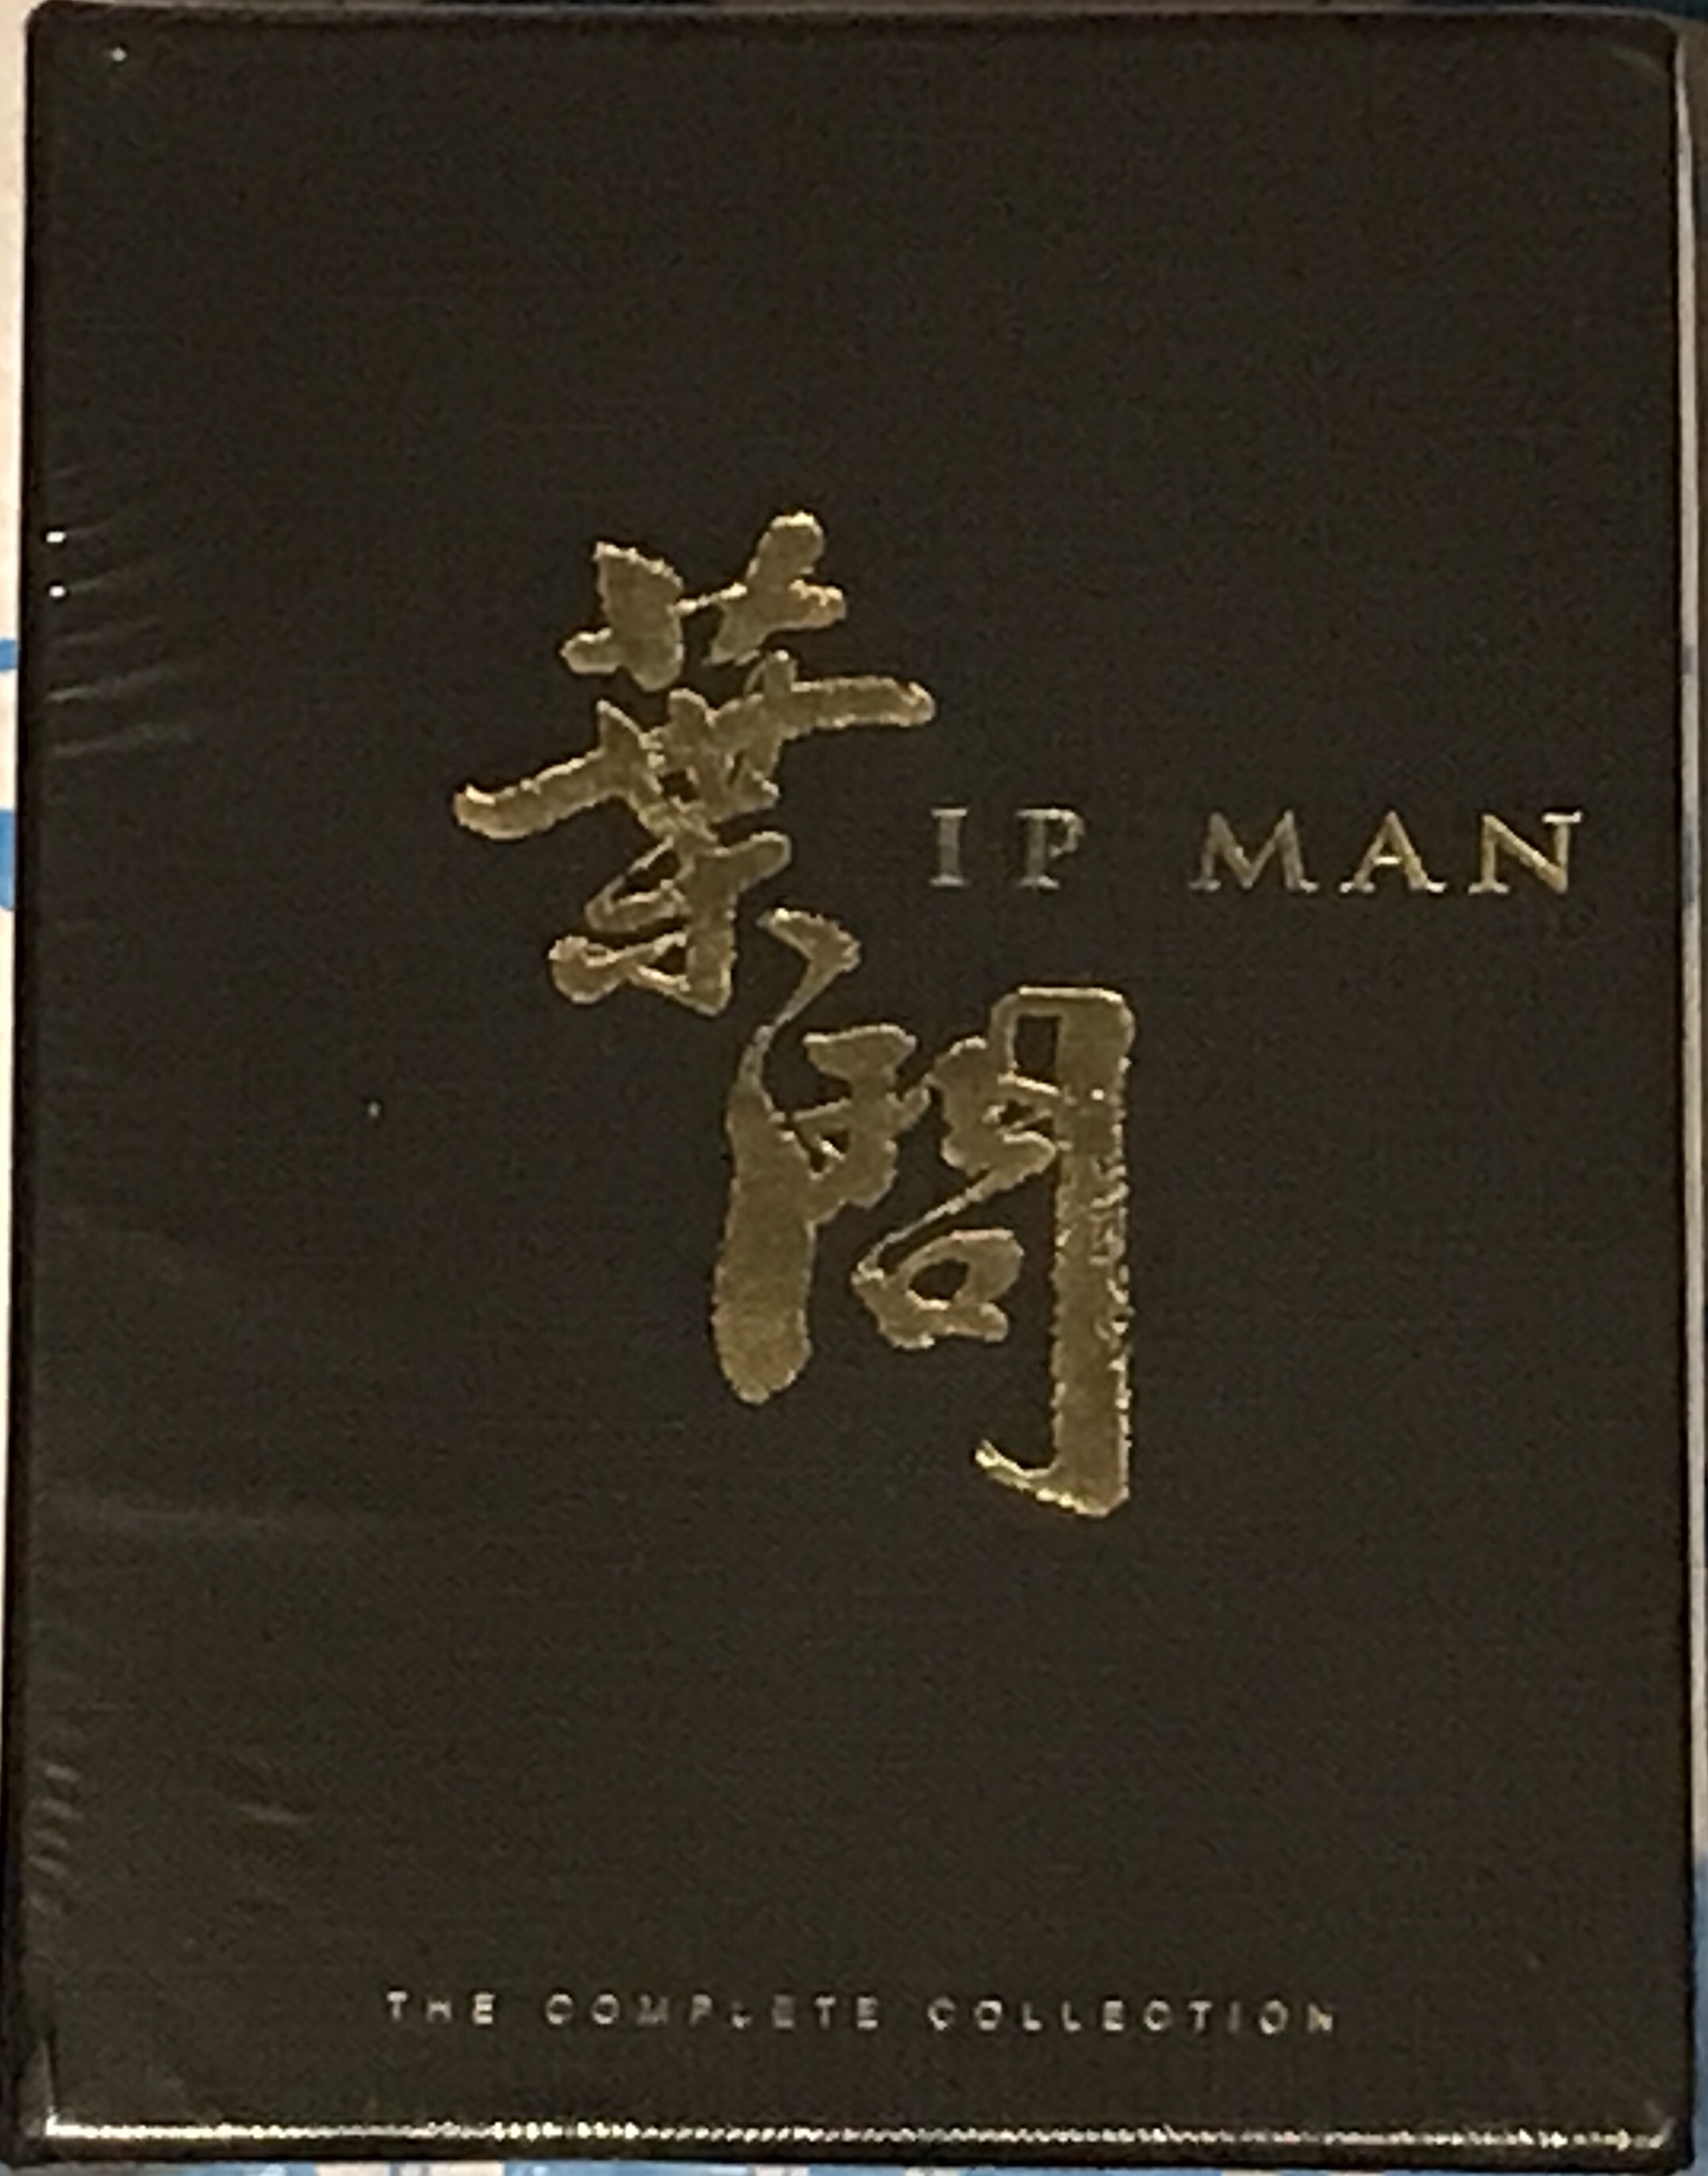 葉問
IP MAN
THE COMPLETE COLLECTION